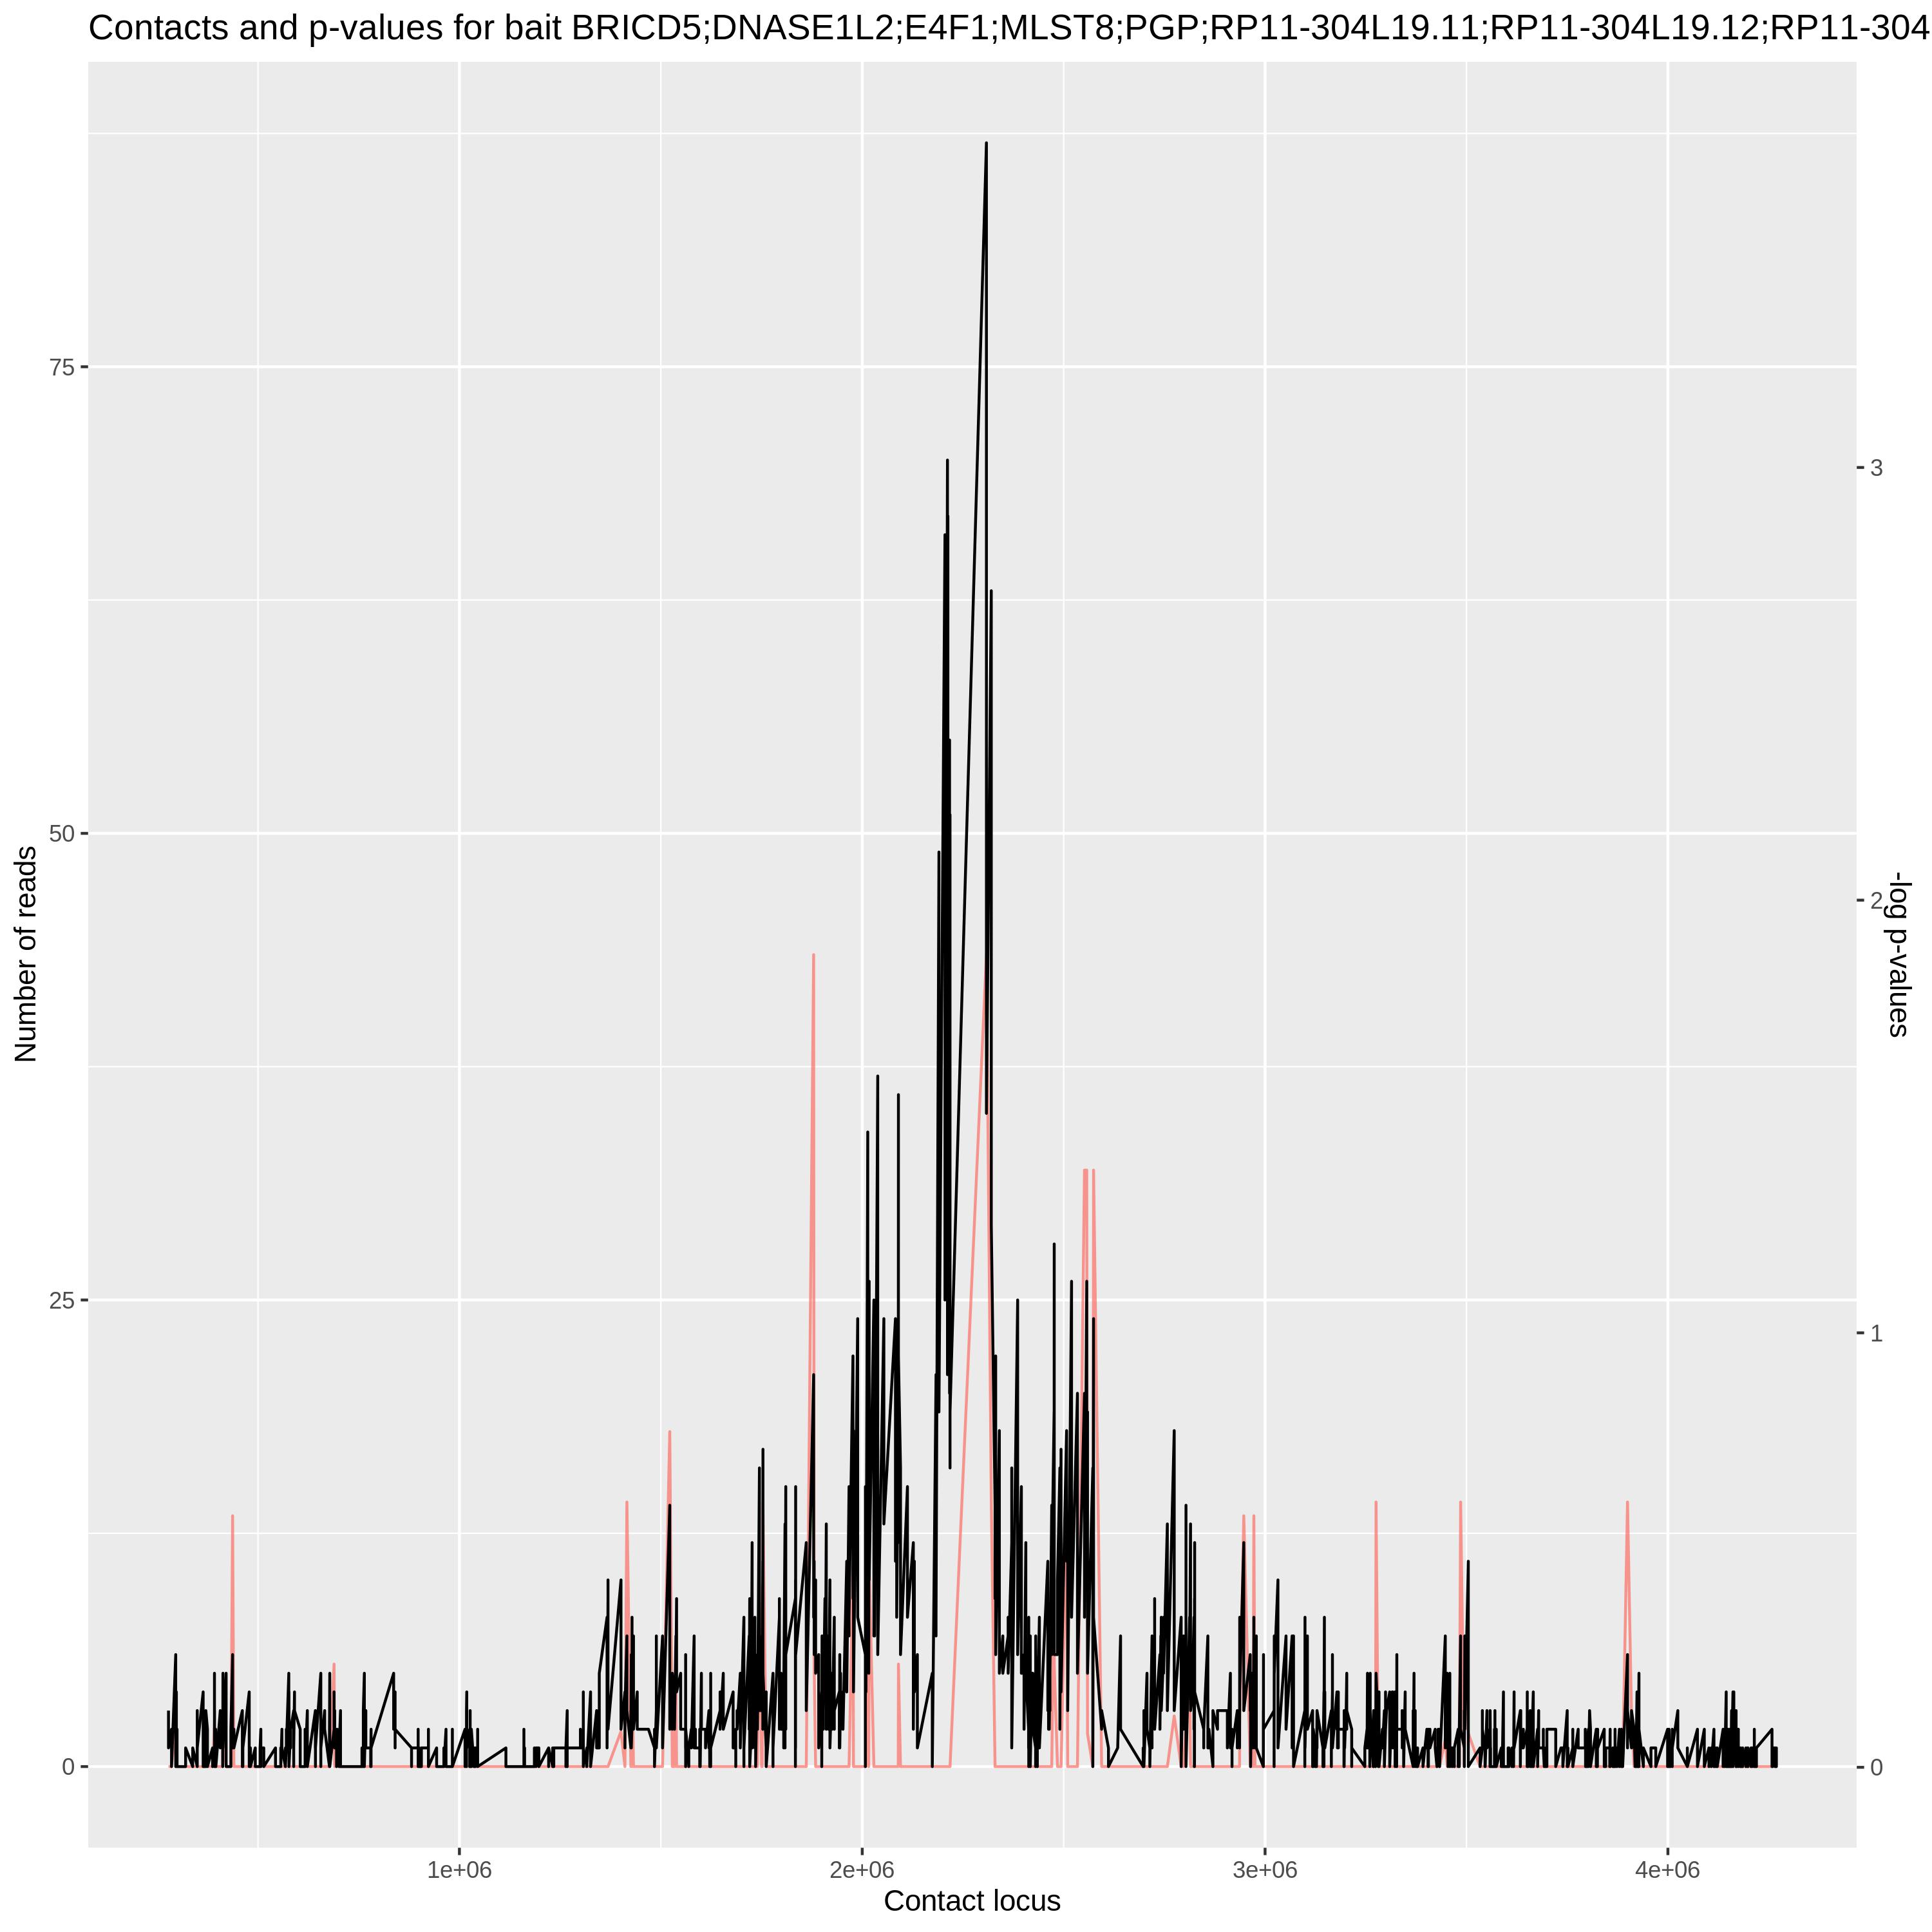 Contacts and p-values for bait BRICD5;DNASE1L2;E4F1;MLST8;PGP;RP11-304L19.11;RP11-304L19.12;RP11-304
75
50
25
0
Number of reads
3
2
1
0
-log p-values
1e+06 2e+06 3e+06 4e+06
Contact locus